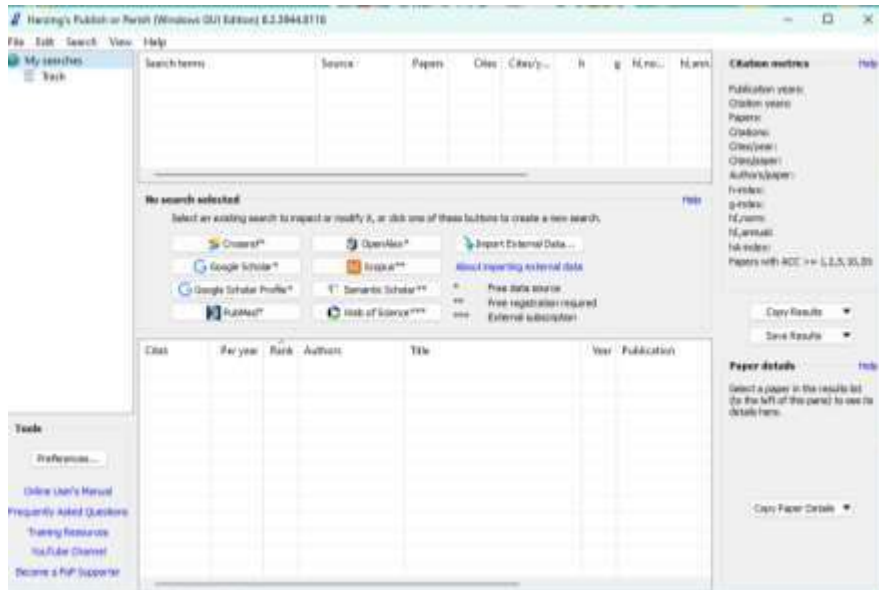 Harzing's Publish or Perish (Windows GUI Edition) 8.2.3944.8118
File Edit Search View Help
My searches
Trash
Search terms Source Papers Cites Cites/y... h g hI,no... hI,ann
No search selected Help
Select an existing search to inspect or modify it, or click one of these buttons to create a new search.
Crossref* OpenAlex* Import External Data...
Google Scholar* Scopus** About importing external data
Google Scholar Profile* Semantic Scholar** * Free data source
PubMed* Web of Science*** ** Free registration required
*** External subscription
Cites Per year Rank Authors Title Year Publication
Tools
Preferences...
Online User's Manual
Frequently Asked Questions
Training Resources
YouTube Channel
Become a PoP Supporter
Citation metrics Help
Publication years:
Citation years:
Papers:
Citations:
Cites/year:
Cites/paper:
Authors/paper:
h-index:
g-index:
hI,norm:
hI,annual:
hA-index:
Papers with ACC >= 1,2,5,10,20:
Copy Results
Save Results
Paper details Help
Select a paper in the results list
(to the left of this pane) to see its
details here.
Copy Paper Details